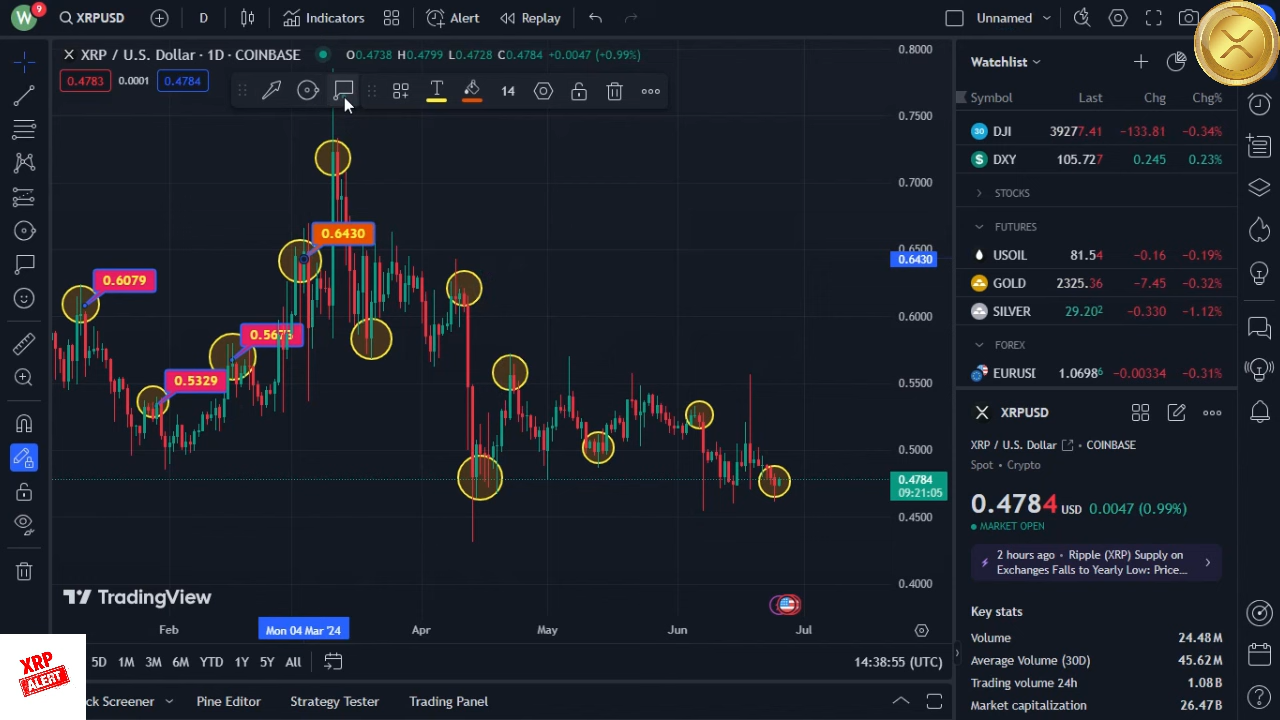 W 9 XRPUSD D Indicators Alert Replay Unnamed
XRP / U.S. Dollar · 1D · COINBASE O0.4738 H0.4799 L0.4728 C0.4784 +0.0047 (+0.99%)
0.4783 0.0001 0.4784
14
0.8000
0.7500
0.7000
0.6500
0.6430
0.6000
0.5500
0.5000
0.4784
09:21:05
0.4500
0.4000
0.6430
0.6079
0.5673
0.5329
TradingView
Feb Mon 04 Mar '24 Apr May Jun Jul
5D 1M 3M 6M YTD 1Y 5Y All 14:38:55 (UTC)
ck Screener Pine Editor Strategy Tester Trading Panel
XRP
ALERT
Watchlist
Symbol Last Chg Chg%
30 DJI 39277.41 −133.81 −0.34%
$ DXY 105.727 0.245 0.23%
STOCKS
FUTURES
USOIL 81.54 −0.16 −0.19%
GOLD 2325.36 −7.45 −0.32%
SILVER 29.202 −0.330 −1.12%
FOREX
EURUSD 1.06986 −0.00334 −0.31%
XRPUSD
XRP / U.S. Dollar COINBASE
Spot • Crypto
0.4784 USD 0.0047 (0.99%)
MARKET OPEN
2 hours ago • Ripple (XRP) Supply on
Exchanges Falls to Yearly Low: Price...
Key stats
Volume 24.48M
Average Volume (30D) 45.62M
Trading volume 24h 1.08B
Market capitalization 26.47B